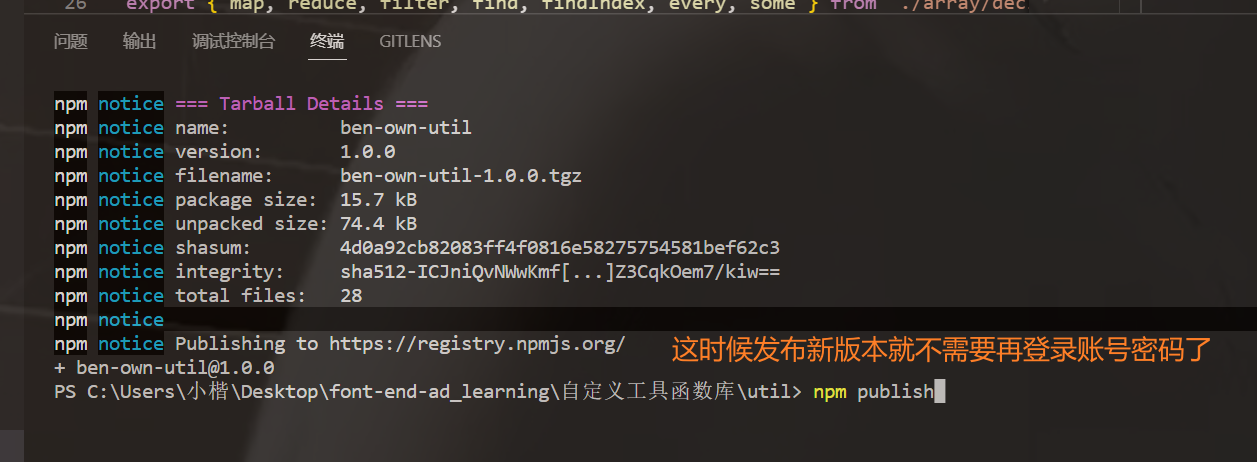 26 export { map, reduce, filter, find, findIndex, every, some } from "./array/dec
问题 输出 调试控制台 终端 GITLENS
npm notice === Tarball Details ===
npm notice name: ben-own-util
npm notice version: 1.0.0
npm notice filename: ben-own-util-1.0.0.tgz
npm notice package size: 15.7 kB
npm notice unpacked size: 74.4 kB
npm notice shasum: 4d0a92cb82083ff4f0816e58275754581bef62c3
npm notice integrity: sha512-ICJniQvNWwKmf[...]Z3CqkOem7/kiw==
npm notice total files: 28
npm notice
npm notice Publishing to https://registry.npmjs.org/
这时候发布新版本就不需要再登录账号密码了
+ ben-own-util@1.0.0
PS C:\Users\小楷\Desktop\font-end-ad_learning\自定义工具函数库\util> npm publish